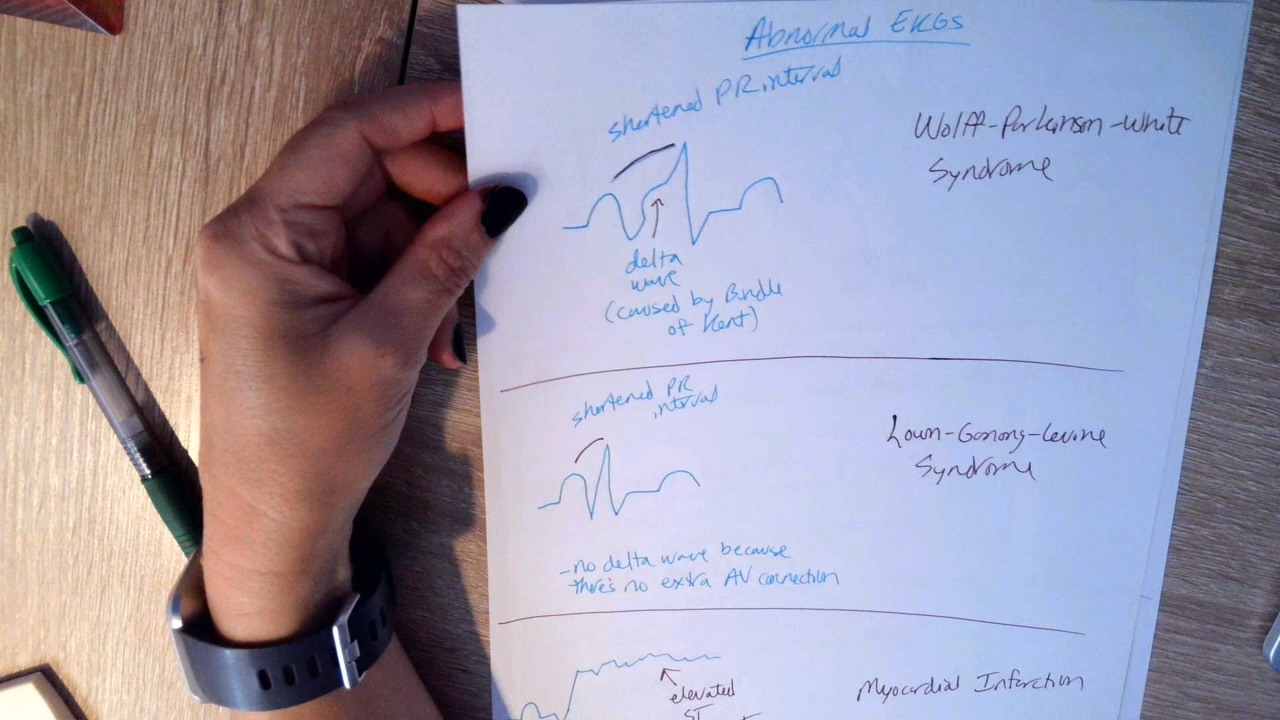 Abnormal EKGs
shortened PR interval
Wolff-Parkinson-White
Syndrome
delta
wave
(caused by Bundle
of Kent)
shortened PR
interval
Lown-Ganong-Levine
Syndrome
-no delta wave because
there's no extra AV connection
elevated
ST
Myocardial Infarction